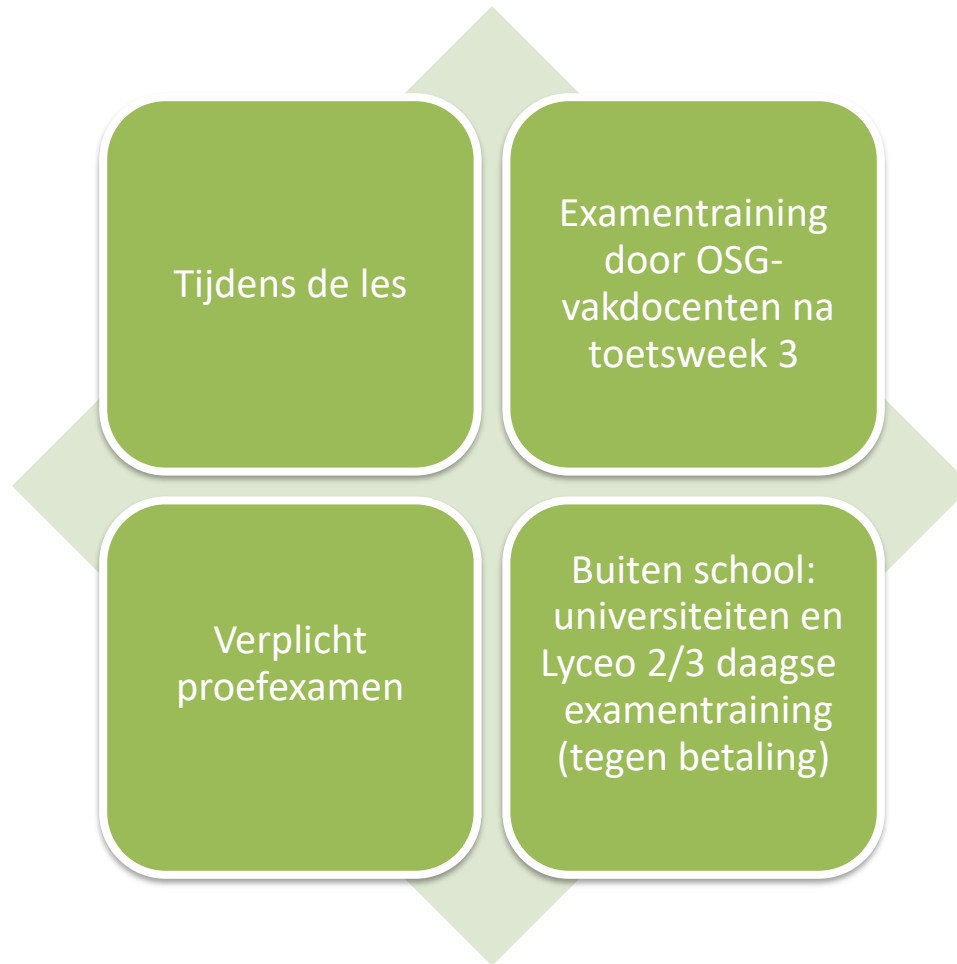 Tijdens de les
Examentraining
door OSG-
vakdocenten na
toetsweek 3
Verplicht
proefexamen
Buiten school:
universiteiten en
Lyceo 2/3 daagse
examentraining
(tegen betaling)